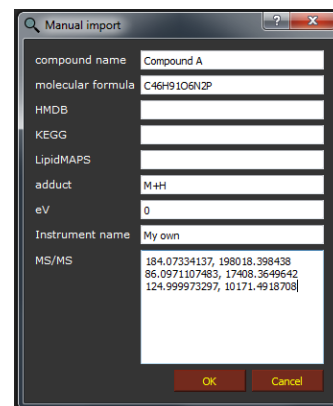 Manual import
? x
compound name Compound A
molecular formula C46H91O6N2P
HMDB
KEGG
LipidMAPS
adduct M+H
eV 0
Instrument name My own
MS/MS 184.07334137, 198018.398438
86.0971107483, 17408.3649642
124.999973297, 10171.4918708
OK Cancel